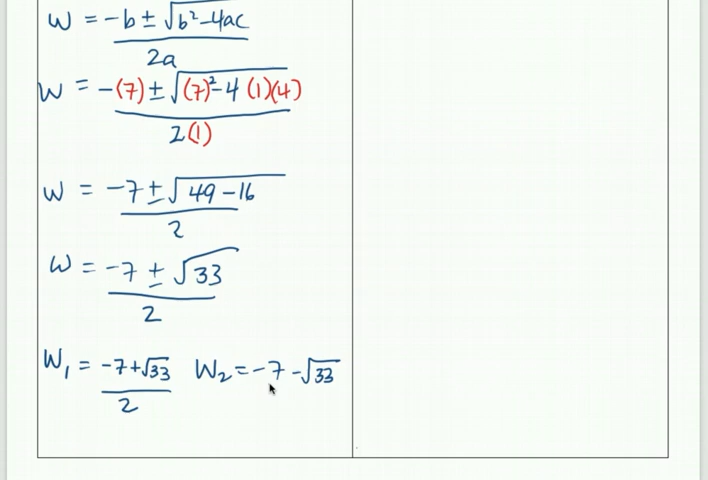 w = -b ± √b² - 4ac
2a
w = -(7) ± √(7)² - 4 (1)(4)
2(1)
w = -7 ± √49 - 16
2
w = -7 ± √33
2
W₁ = -7+√33 W₂ = -7 - √33
2